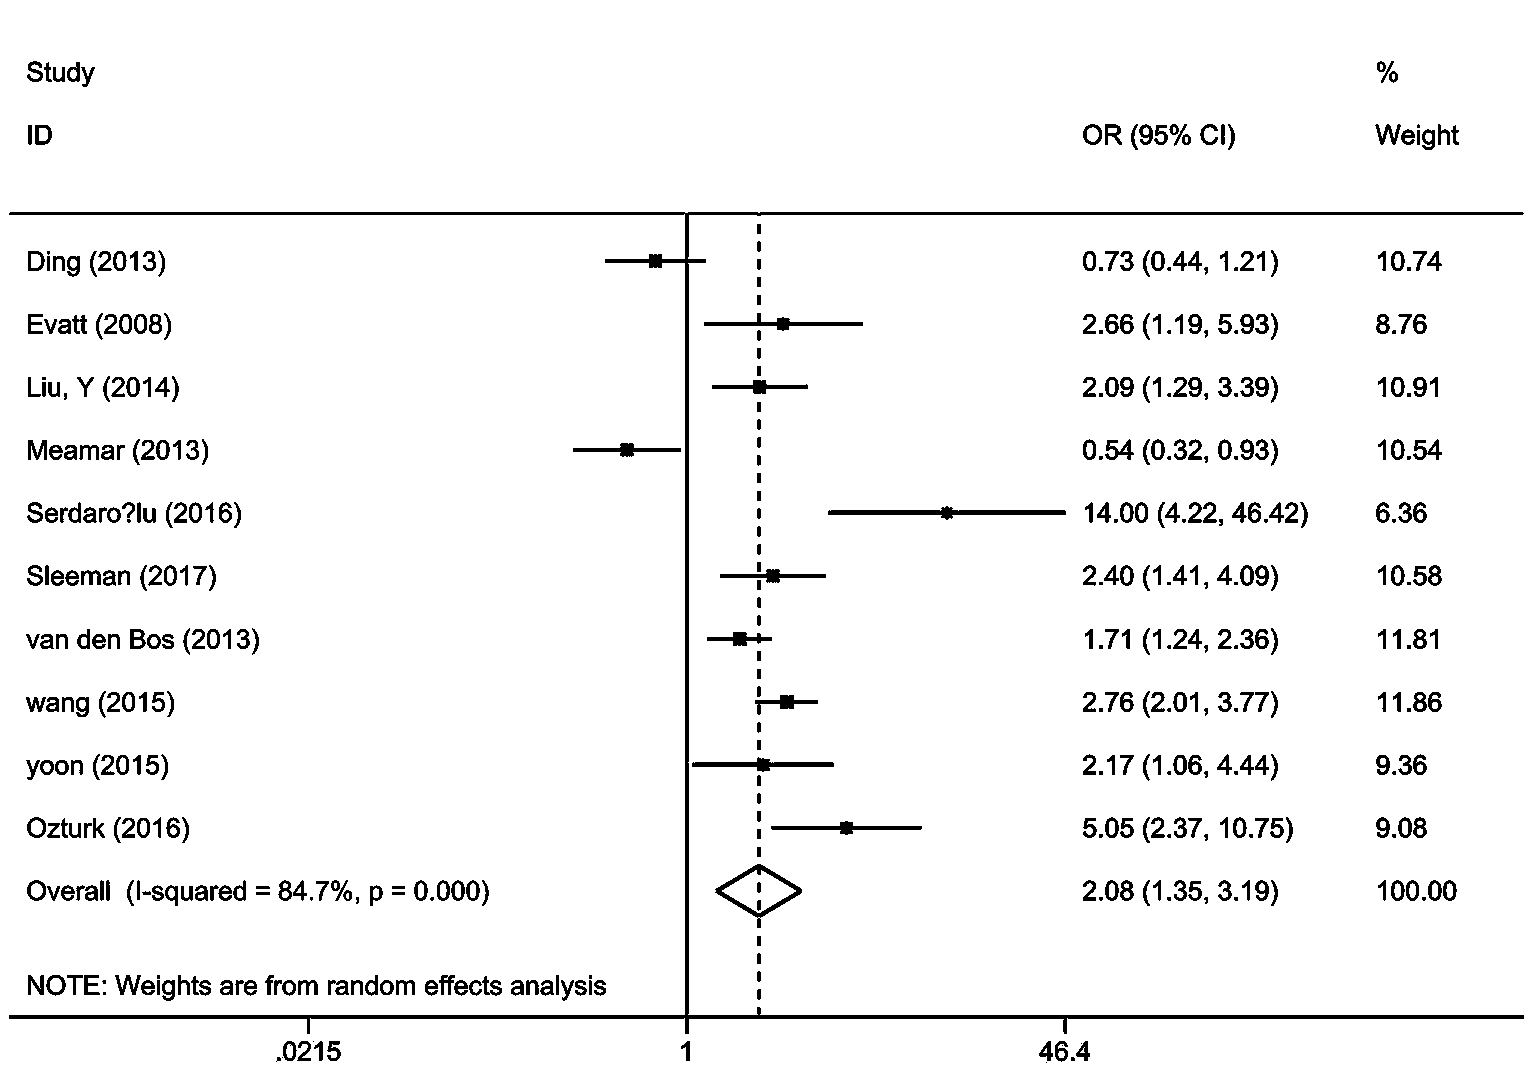 Study %
ID OR (95% CI) Weight
Ding (2013) 0.73 (0.44, 1.21) 10.74
Evatt (2008) 2.66 (1.19, 5.93) 8.76
Liu, Y (2014) 2.09 (1.29, 3.39) 10.91
Meamar (2013) 0.54 (0.32, 0.93) 10.54
Serdaro?lu (2016) 14.00 (4.22, 46.42) 6.36
Sleeman (2017) 2.40 (1.41, 4.09) 10.58
van den Bos (2013) 1.71 (1.24, 2.36) 11.81
wang (2015) 2.76 (2.01, 3.77) 11.86
yoon (2015) 2.17 (1.06, 4.44) 9.36
Ozturk (2016) 5.05 (2.37, 10.75) 9.08
Overall (I-squared = 84.7%, p = 0.000) 2.08 (1.35, 3.19) 100.00
NOTE: Weights are from random effects analysis
.0215 1 46.4